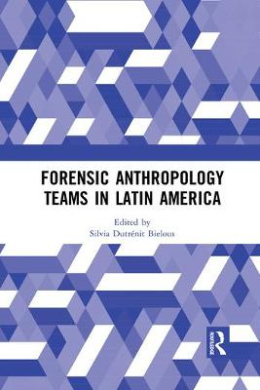 FORENSIC ANTHROPOLOGY
TEAMS IN LATIN AMERICA
Edited by
Silvia Dutrénit Bielous
R
ROUTLEDGE